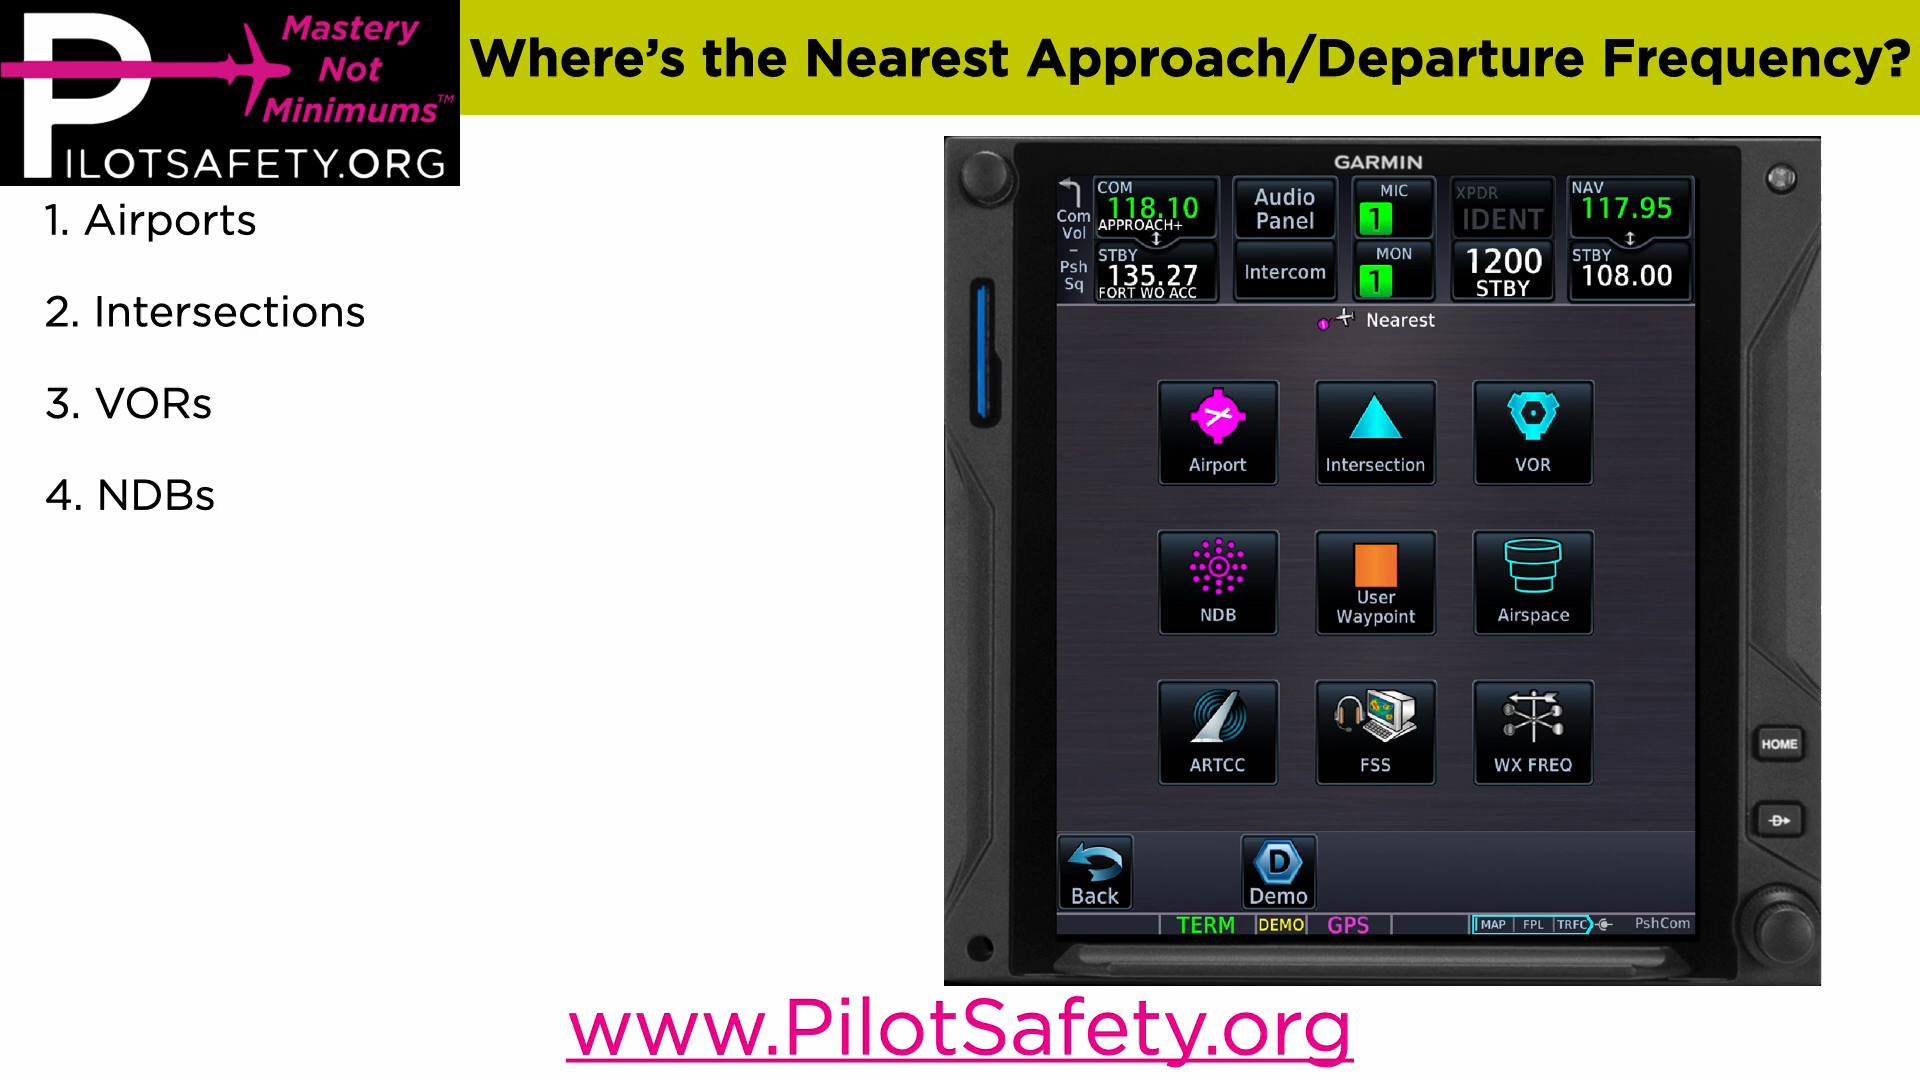 Mastery
Not
Minimums™
PILOTSAFETY.ORG
Where's the Nearest Approach/Departure Frequency?
1. Airports
2. Intersections
3. VORs
4. NDBs
GARMIN
Com
Vol
–
Psh
Sq
COM
118.10
APPROACH+
STBY
135.27
FORT WO ACC
Audio
Panel
Intercom
MIC
1
MON
1
XPDR
IDENT
1200
STBY
NAV
117.95
STBY
108.00
Nearest
Airport
Intersection
VOR
NDB
User
Waypoint
Airspace
ARTCC
FSS
WX FREQ
HOME
D
Back
D
Demo
TERM
DEMO
GPS
MAP
FPL
TRFC
PshCom
www.PilotSafety.org